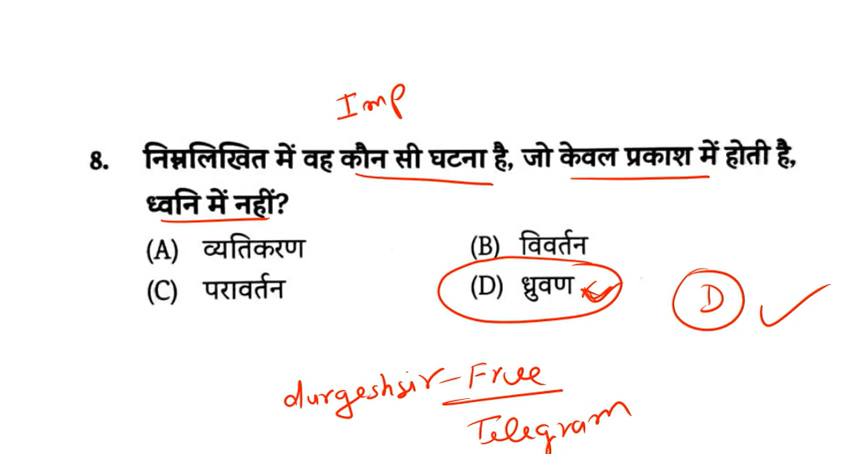 Imp
8. निम्नलिखित में वह कौन सी घटना है, जो केवल प्रकाश में होती है,
ध्वनि में नहीं?
(A) व्यतिकरण (B) विवर्तन
(C) परावर्तन (D) ध्रुवण
D
durgeshsir - Free
Telegram